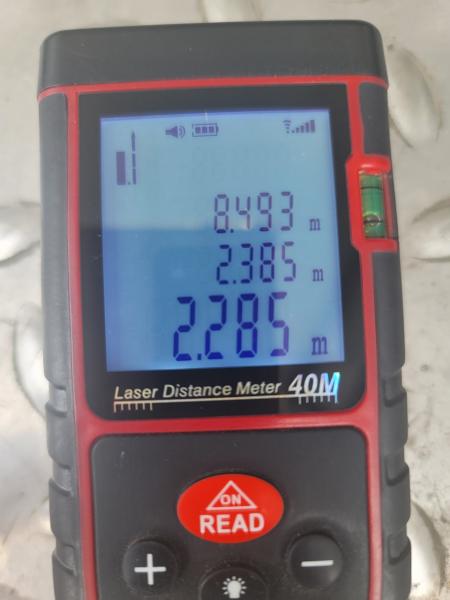 8.493 m
2.385 m
2.285 m
Laser Distance Meter 40M
ON
READ
+ −